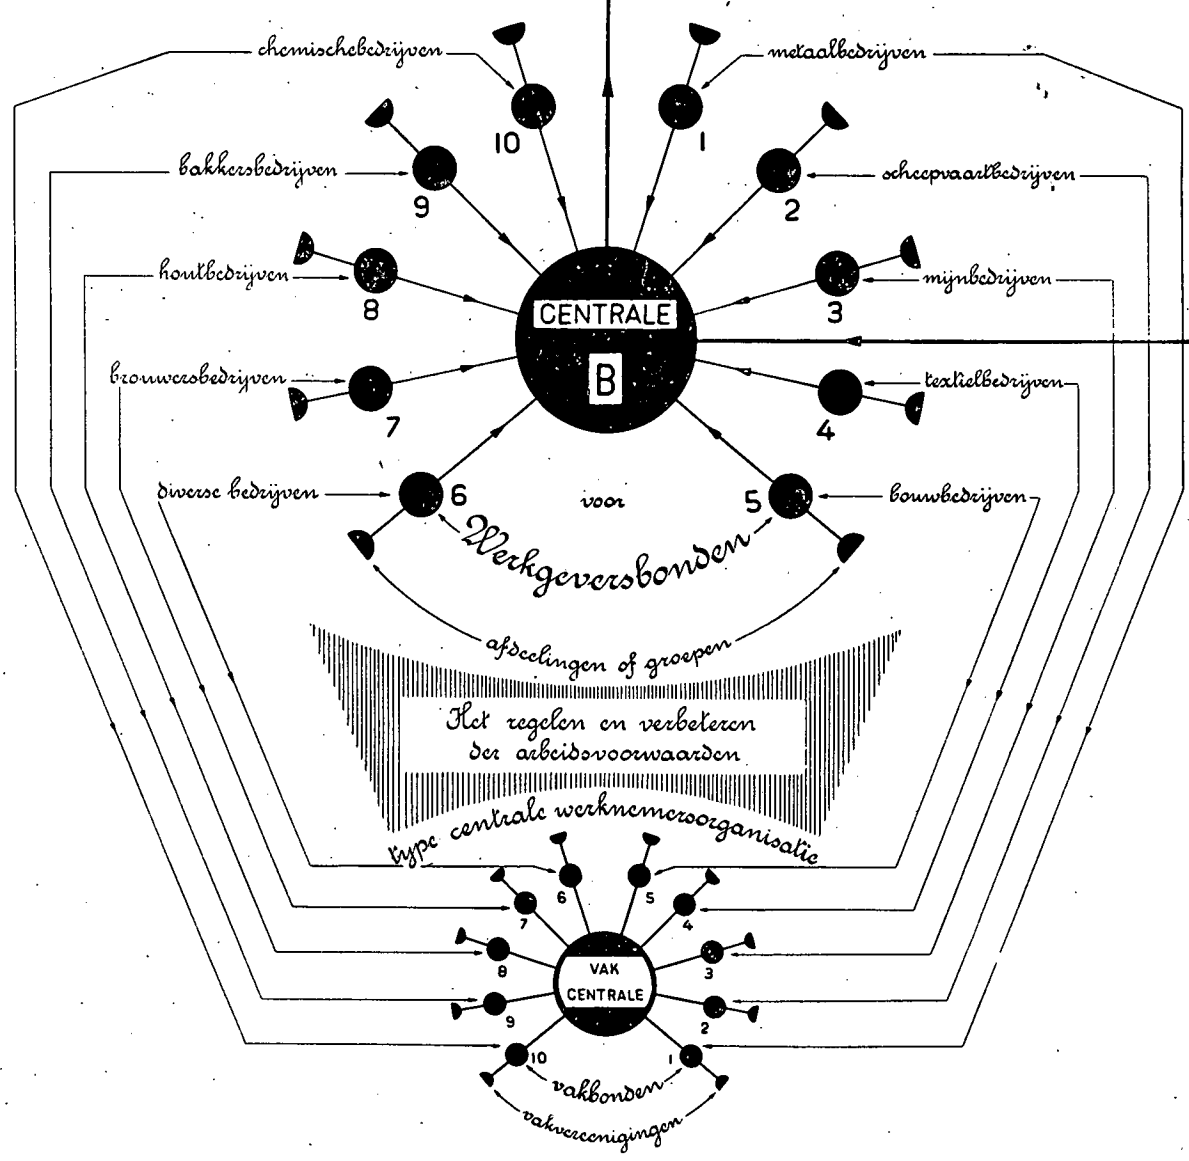 chemischebedrijven
metaalbedrijven
10
1
bakkersbedrijven
scheepvaartbedrijven
9
2
houtbedrijven
mijnbedrijven
8
3
CENTRALE
B
brouwersbedrijven
textielbedrijven
7
4
diverse bedrijven
6
voor
5
bouwbedrijven
Werkgeversbonden
afdeelingen of groepen
Het regelen en verbeteren
der arbeidsvoorwaarden
type centrale werknemersorganisatie
6
5
7
4
8
3
VAK
CENTRALE
9
2
10
1
vakbonden
vakvereenigingen